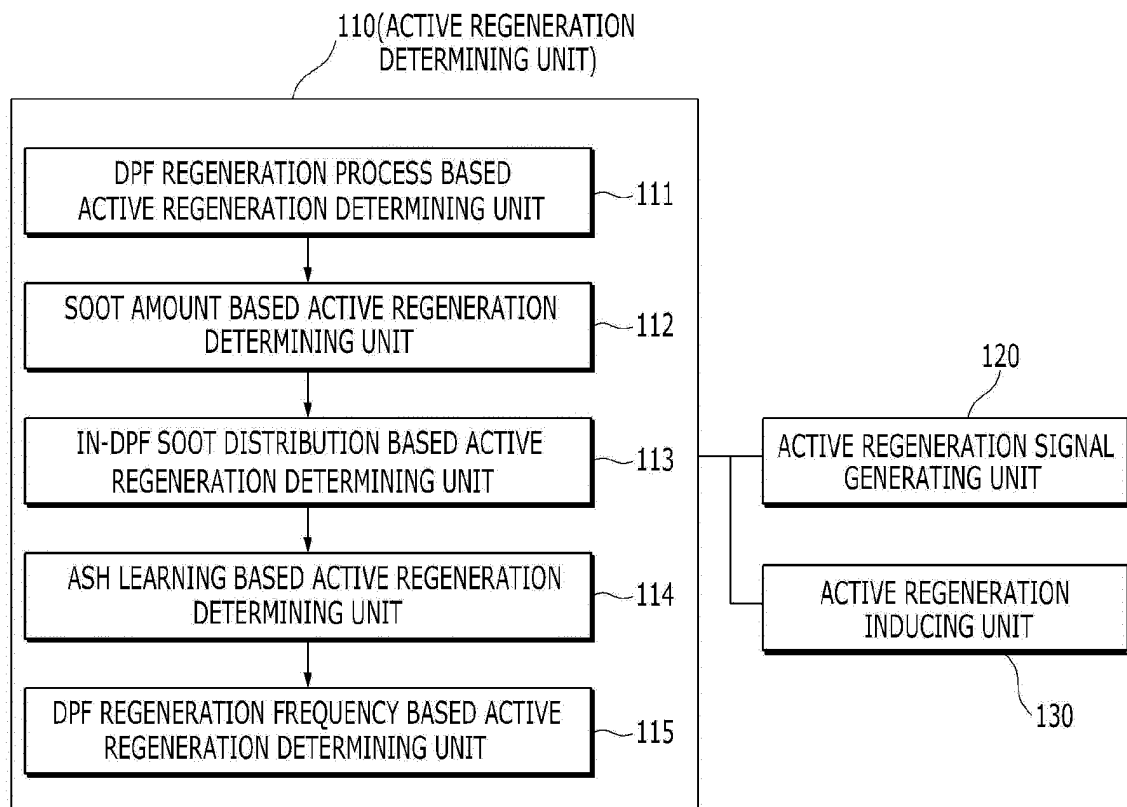 110(ACTIVE REGENERATION
DETERMINING UNIT)
DPF REGENERATION PROCESS BASED
ACTIVE REGENERATION DETERMINING UNIT
111
SOOT AMOUNT BASED ACTIVE REGENERATION
DETERMINING UNIT
112
IN-DPF SOOT DISTRIBUTION BASED ACTIVE
REGENERATION DETERMINING UNIT
113
ASH LEARNING BASED ACTIVE REGENERATION
DETERMINING UNIT
114
DPF REGENERATION FREQUENCY BASED ACTIVE
REGENERATION DETERMINING UNIT
115
120
ACTIVE REGENERATION SIGNAL
GENERATING UNIT
ACTIVE REGENERATION
INDUCING UNIT
130